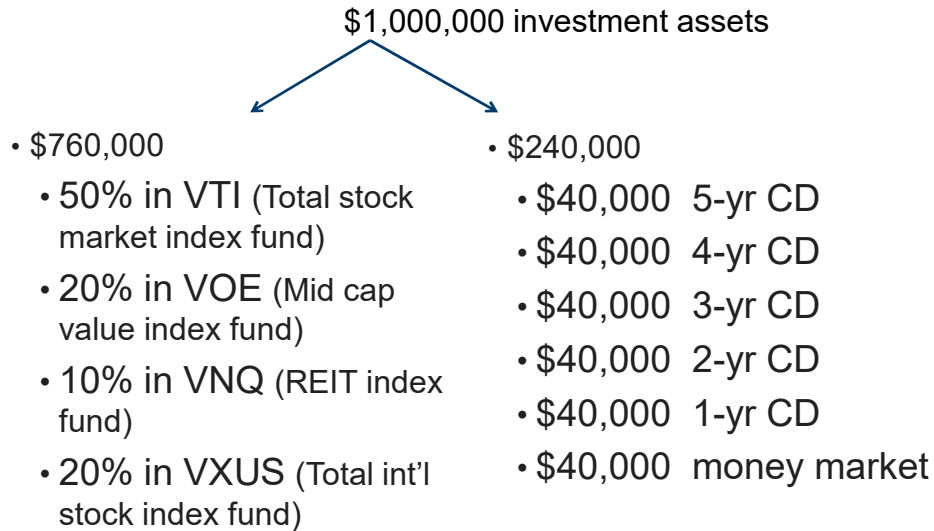 $1,000,000 investment assets
• $760,000
• 50% in VTI (Total stock
market index fund)
• 20% in VOE (Mid cap
value index fund)
• 10% in VNQ (REIT index
fund)
• 20% in VXUS (Total int’l
stock index fund)
• $240,000
• $40,000 5-yr CD
• $40,000 4-yr CD
• $40,000 3-yr CD
• $40,000 2-yr CD
• $40,000 1-yr CD
• $40,000 money market